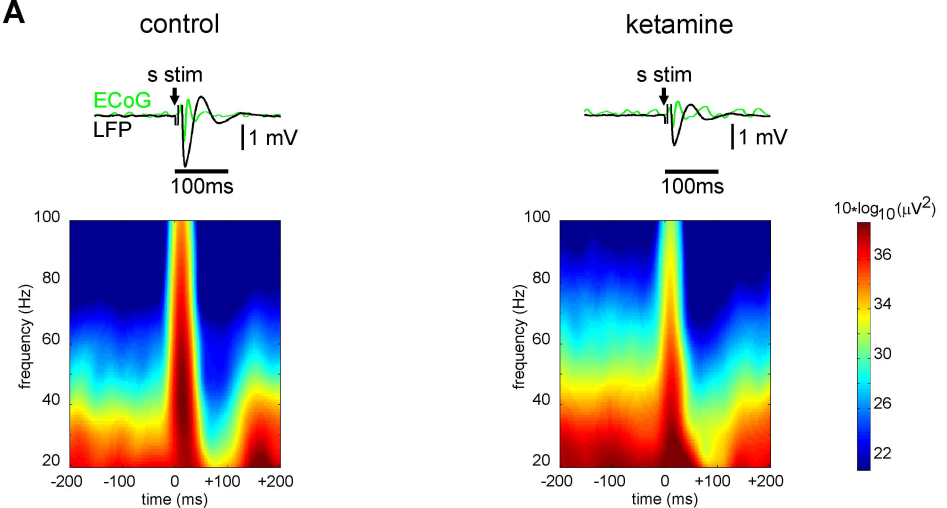 A
control
ketamine
s stim
s stim
ECoG
LFP
1 mV
1 mV
100ms
100ms
10*log10(μV2)
100
80
60
40
20
frequency (Hz)
-200 -100 0 +100 +200
time (ms)
100
80
60
40
20
frequency (Hz)
-200 -100 0 +100 +200
time (ms)
36
34
30
26
22